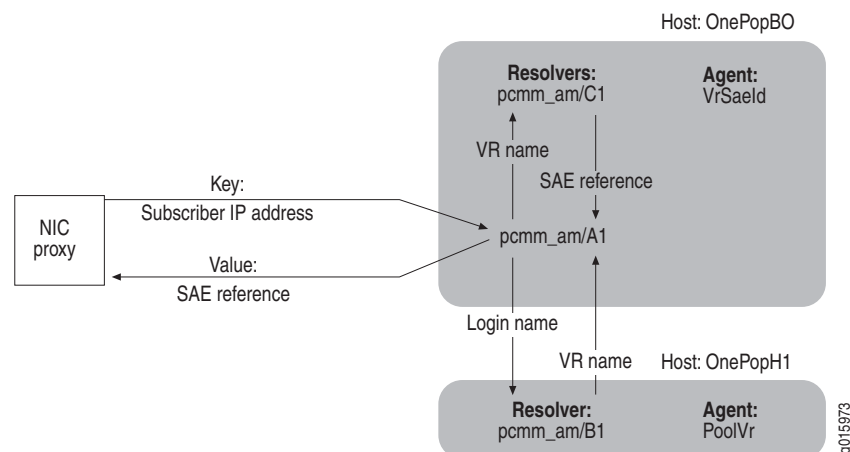 Host: OnePopBO
Resolvers:
pcmm_am/C1
Agent:
VrSaeId
VR name
SAE reference
Key:
Subscriber IP address
NIC
proxy
pcmm_am/A1
Value:
SAE reference
Login name
VR name
Host: OnePopH1
Resolver:
pcmm_am/B1
Agent:
PoolVr
g015973